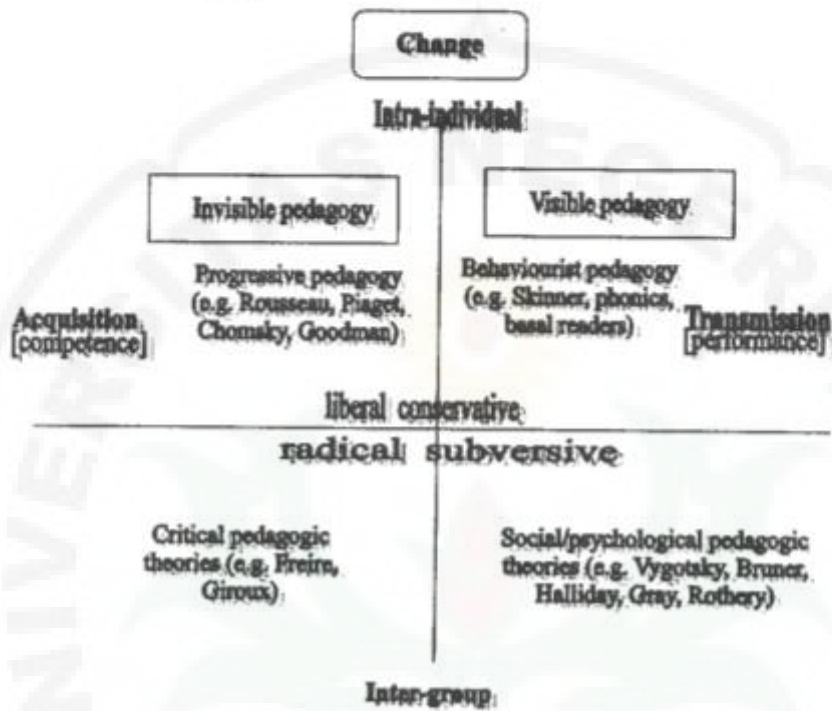 Change
Intra-individual
Invisible pedagogy
Visible pedagogy
Progressive pedagogy
(e.g. Rousseau, Piaget,
Chomsky, Goodman)
Behaviourist pedagogy
(e.g. Skinner, phonics,
basal readers)
Acquisition
[competence]
Transmission
[performance]
liberal conservative
radical subversive
Critical pedagogic
theories (e.g. Freire,
Giroux)
Social/psychological pedagogic
theories (e.g. Vygotsky, Bruner,
Halliday, Gray, Rothery)
Inter-group
UNIVERSITAS NEGER